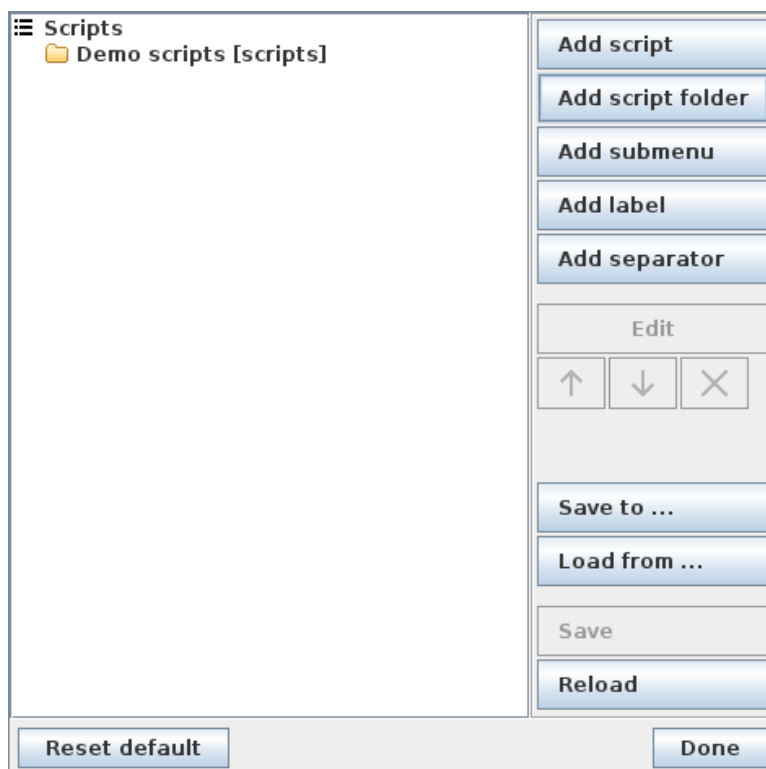 Scripts
Demo scripts [scripts]
Add script
Add script folder
Add submenu
Add label
Add separator
Edit
Save to ...
Load from ...
Save
Reload
Reset default
Done